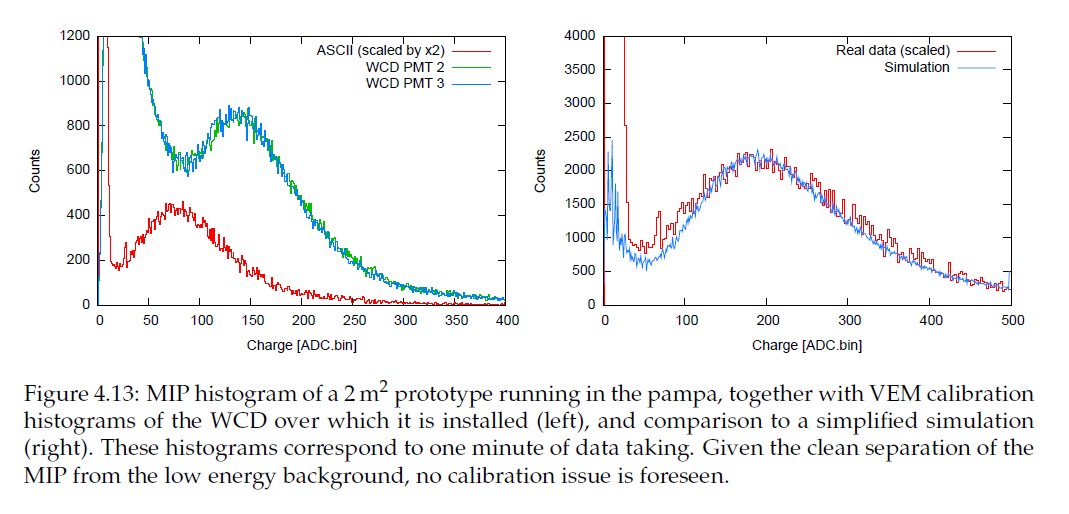 1200
1000
800
600
400
200
0
Counts
ASCII (scaled by x2)
WCD PMT 2
WCD PMT 3
0 50 100 150 200 250 300 350 400
Charge [ADC.bin]
4000
3500
3000
2500
2000
1500
1000
500
0
Counts
Real data (scaled)
Simulation
0 100 200 300 400 500
Charge [ADC.bin]
Figure 4.13: MIP histogram of a 2 m² prototype running in the pampa, together with VEM calibration
histograms of the WCD over which it is installed (left), and comparison to a simplified simulation
(right). These histograms correspond to one minute of data taking. Given the clean separation of the
MIP from the low energy background, no calibration issue is foreseen.